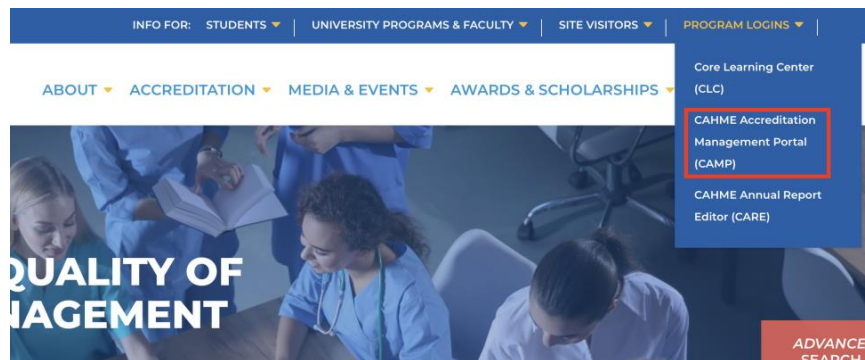 INFO FOR: STUDENTS UNIVERSITY PROGRAMS & FACULTY SITE VISITORS PROGRAM LOGINS
ABOUT ACCREDITATION MEDIA & EVENTS AWARDS & SCHOLARSHIPS
Core Learning Center
(CLC)
CAHME Accreditation
Management Portal
(CAMP)
CAHME Annual Report
Editor (CARE)
QUALITY OF
NAGEMENT
ADVANCE
SEARCH